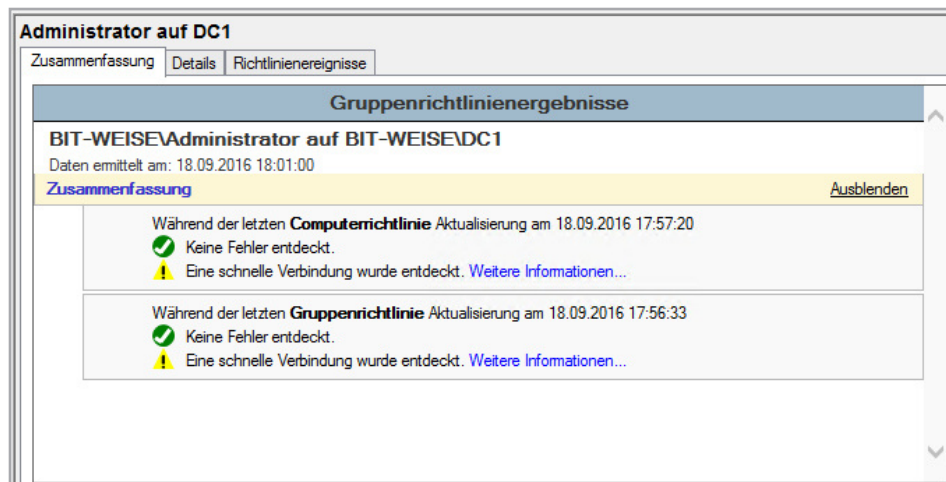 Administrator auf DC1
Zusammenfassung Details Richtlinienereignisse
Gruppenrichtlinienergebnisse
BIT-WEISE\Administrator auf BIT-WEISE\DC1
Daten ermittelt am: 18.09.2016 18:01:00
Zusammenfassung Ausblenden
Während der letzten Computerrichtlinie Aktualisierung am 18.09.2016 17:57:20
Keine Fehler entdeckt.
Eine schnelle Verbindung wurde entdeckt. Weitere Informationen...
Während der letzten Gruppenrichtlinie Aktualisierung am 18.09.2016 17:56:33
Keine Fehler entdeckt.
Eine schnelle Verbindung wurde entdeckt. Weitere Informationen...